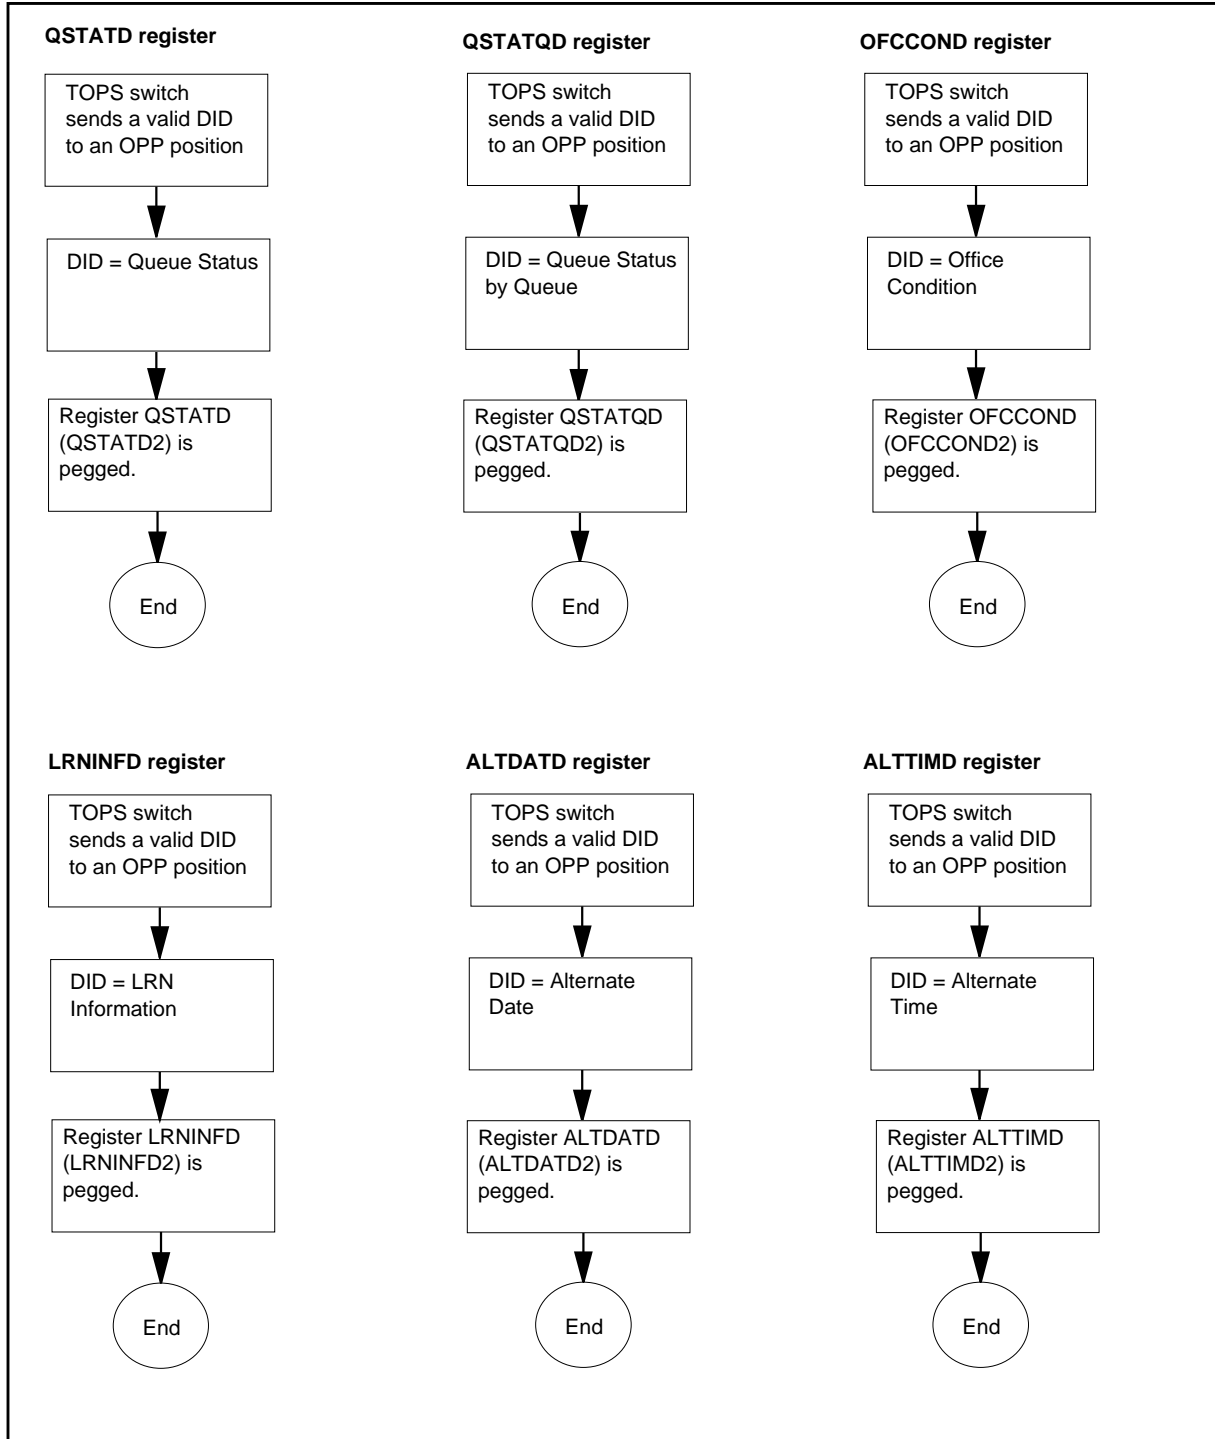 QSTATD register
TOPS switch
sends a valid DID
to an OPP position
DID = Queue Status
Register QSTATD
(QSTATD2) is
pegged.
End
QSTATQD register
TOPS switch
sends a valid DID
to an OPP position
DID = Queue Status
by Queue
Register QSTATQD
(QSTATQD2) is
pegged.
End
OFCCOND register
TOPS switch
sends a valid DID
to an OPP position
DID = Office
Condition
Register OFCCOND
(OFCCOND2) is
pegged.
End
LRNINFD register
TOPS switch
sends a valid DID
to an OPP position
DID = LRN
Information
Register LRNINFD
(LRNINFD2) is
pegged.
End
ALTDATD register
TOPS switch
sends a valid DID
to an OPP position
DID = Alternate
Date
Register ALTDATD
(ALTDATD2) is
pegged.
End
ALTTIMD register
TOPS switch
sends a valid DID
to an OPP position
DID = Alternate
Time
Register ALTTIMD
(ALTTIMD2) is
pegged.
End